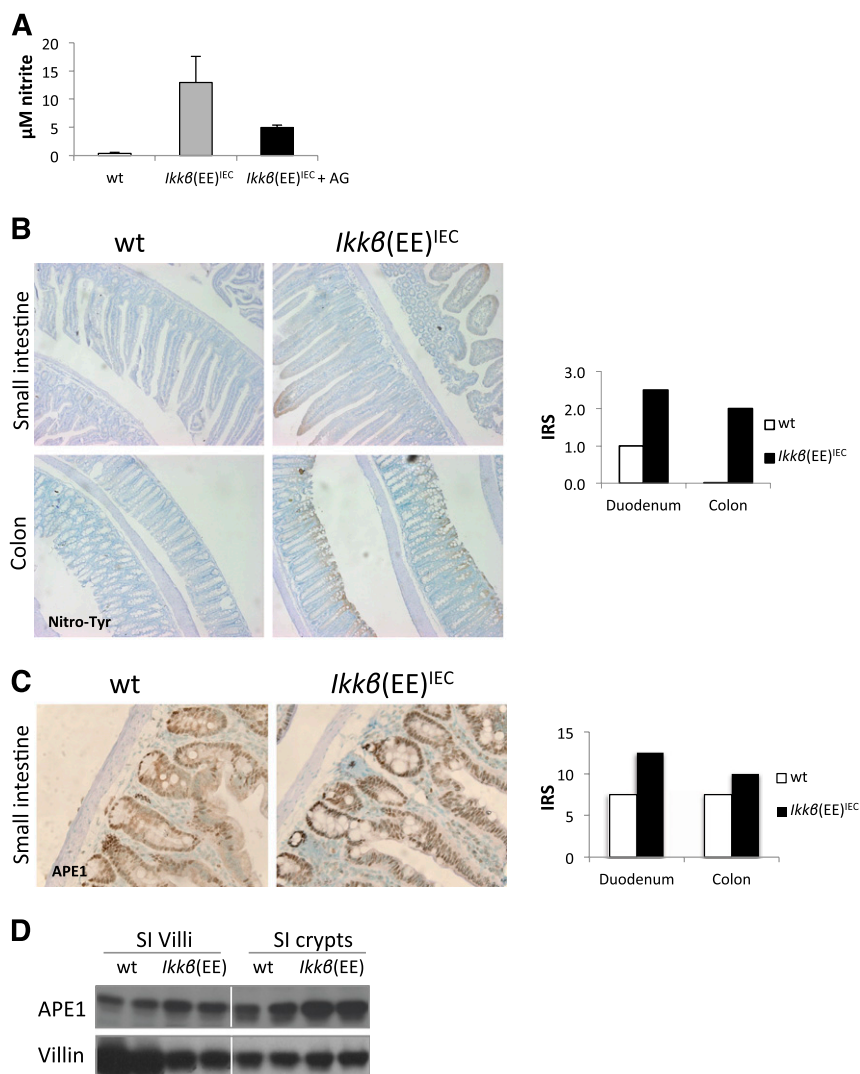 A
µM nitrite
20
15
10
5
0
wt
Ikkβ(EE)IEC
Ikkβ(EE)IEC + AG
B
wt
Ikkβ(EE)IEC
Small intestine
Colon
Nitro-Tyr
IRS
3.0
2.0
1.0
0.0
Duodenum
Colon
wt
Ikkβ(EE)IEC
C
wt
Ikkβ(EE)IEC
Small intestine
APE1
IRS
15
10
5
0
Duodenum
Colon
wt
Ikkβ(EE)IEC
D
SI Villi
SI crypts
wt
Ikkβ(EE)
wt
Ikkβ(EE)
APE1
Villin